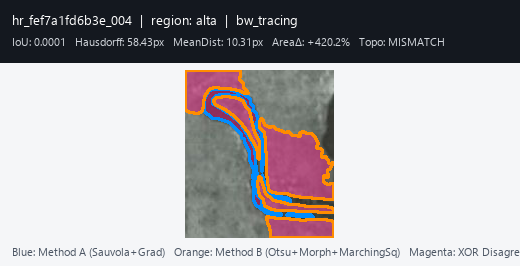 hr_fef7a1fd6b3e_004 | region: alta | bw_tracing
IoU: 0.0001 Hausdorff: 58.43px MeanDist: 10.31px AreaΔ: +420.2% Topo: MISMATCH
Blue: Method A (Sauvola+Grad) Orange: Method B (Otsu+Morph+MarchingSq) Magenta: XOR Disagre